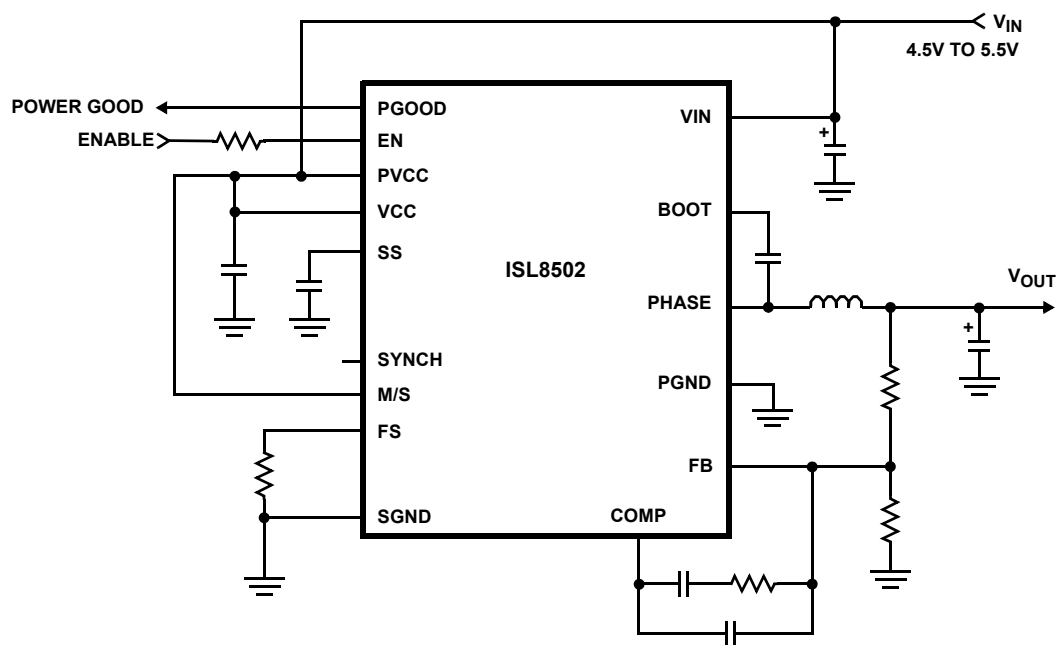 VIN
4.5V TO 5.5V
POWER GOOD
PGOOD
VIN
ENABLE
EN
PVCC
VCC
BOOT
SS
ISL8502
PHASE
VOUT
SYNCH
M/S
PGND
FS
FB
SGND
COMP
+
+